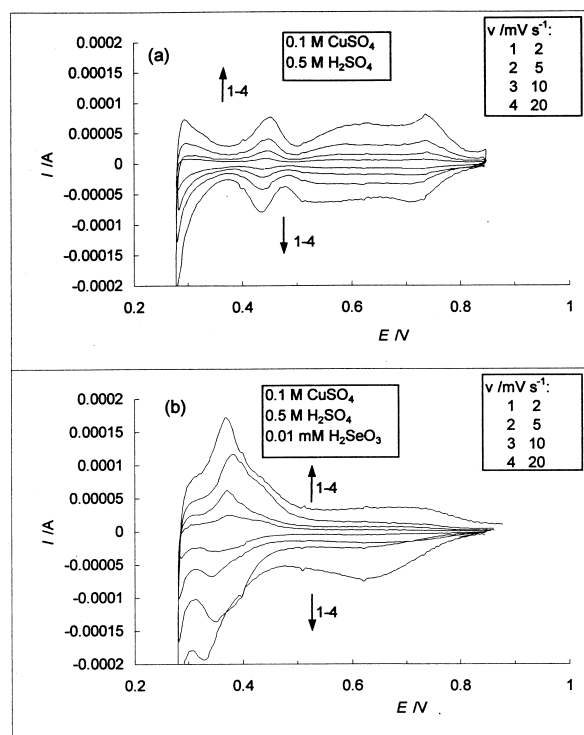 (a)
0.1 M CuSO4
0.5 M H2SO4
v /mV s-1:
1 2
2 5
3 10
4 20
1-4
1-4
I /A
0.0002
0.00015
0.0001
0.00005
0
-0.00005
-0.0001
-0.00015
-0.0002
0.2 0.4 0.6 0.8 1
E /V
(b)
0.1 M CuSO4
0.5 M H2SO4
0.01 mM H2SeO3
v /mV s-1:
1 2
2 5
3 10
4 20
1-4
1-4
I /A
0.0002
0.00015
0.0001
0.00005
0
-0.00005
-0.0001
-0.00015
-0.0002
0.2 0.4 0.6 0.8 1
E /V